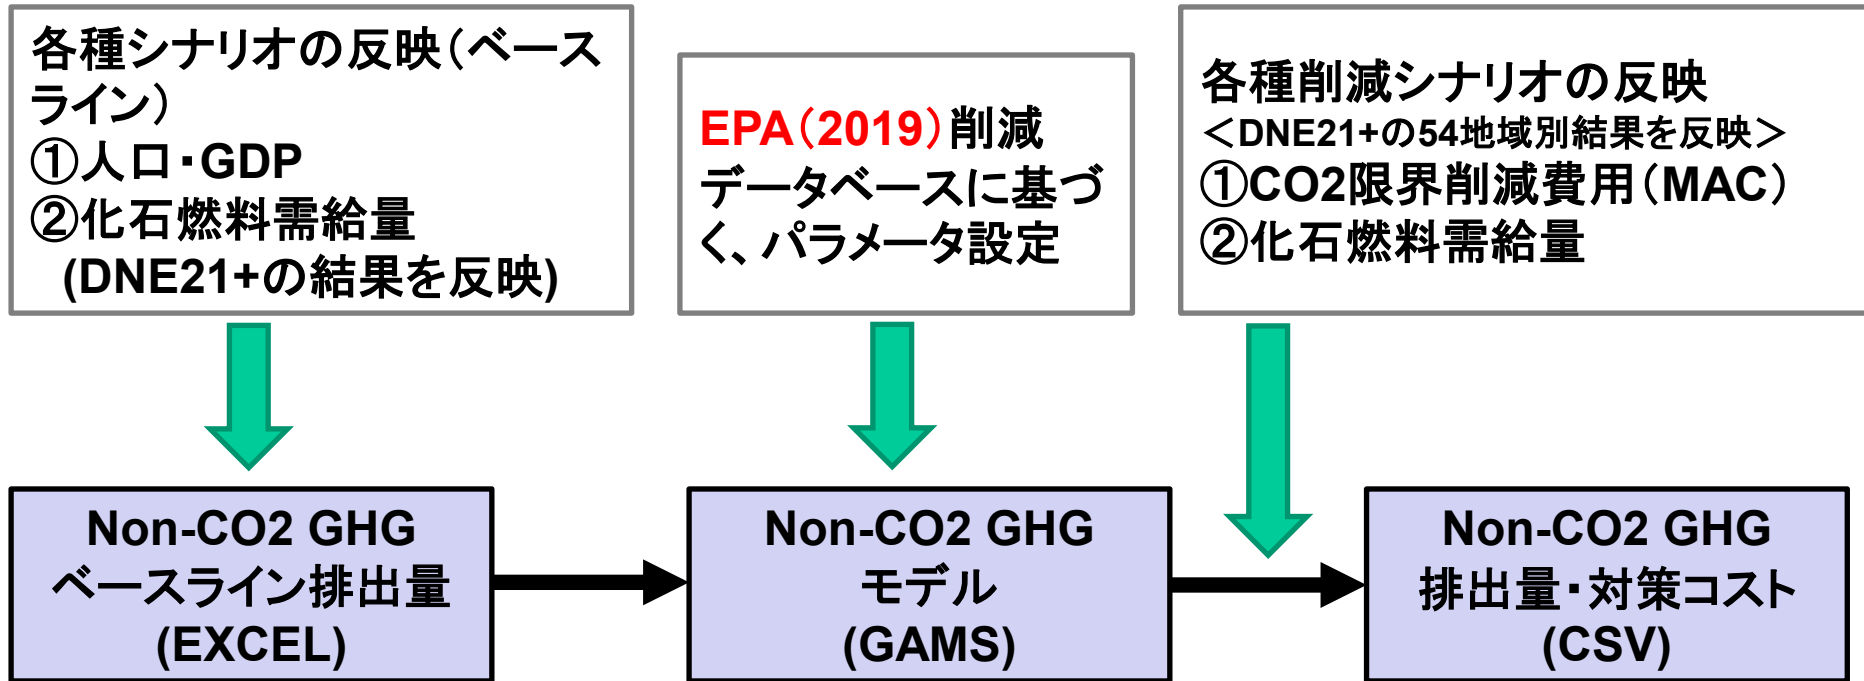 各種シナリオの反映（ベース
ライン）
①人口・GDP
②化石燃料需給量
(DNE21+の結果を反映)
EPA（2019）削減
データベースに基づ
く、パラメータ設定
各種削減シナリオの反映
＜DNE21+の54地域別結果を反映＞
①CO2限界削減費用（MAC）
②化石燃料需給量
Non-CO2 GHG
ベースライン排出量
(EXCEL)
Non-CO2 GHG
モデル
(GAMS)
Non-CO2 GHG
排出量・対策コスト
(CSV)